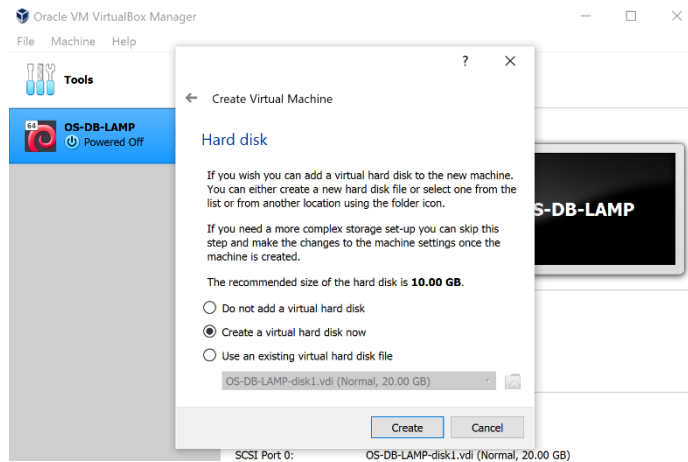 Oracle VM VirtualBox Manager
File Machine Help
Tools
64
OS-DB-LAMP
Powered Off
?
Create Virtual Machine
Hard disk
If you wish you can add a virtual hard disk to the new machine.
You can either create a new hard disk file or select one from the
list or from another location using the folder icon.
If you need a more complex storage set-up you can skip this
step and make the changes to the machine settings once the
machine is created.
The recommended size of the hard disk is 10.00 GB.
Do not add a virtual hard disk
Create a virtual hard disk now
Use an existing virtual hard disk file
OS-DB-LAMP-disk1.vdi (Normal, 20.00 GB)
Create Cancel
S-DB-LAMP
SCSI Port 0: OS-DB-LAMP-disk1.vdi (Normal, 20.00 GB)